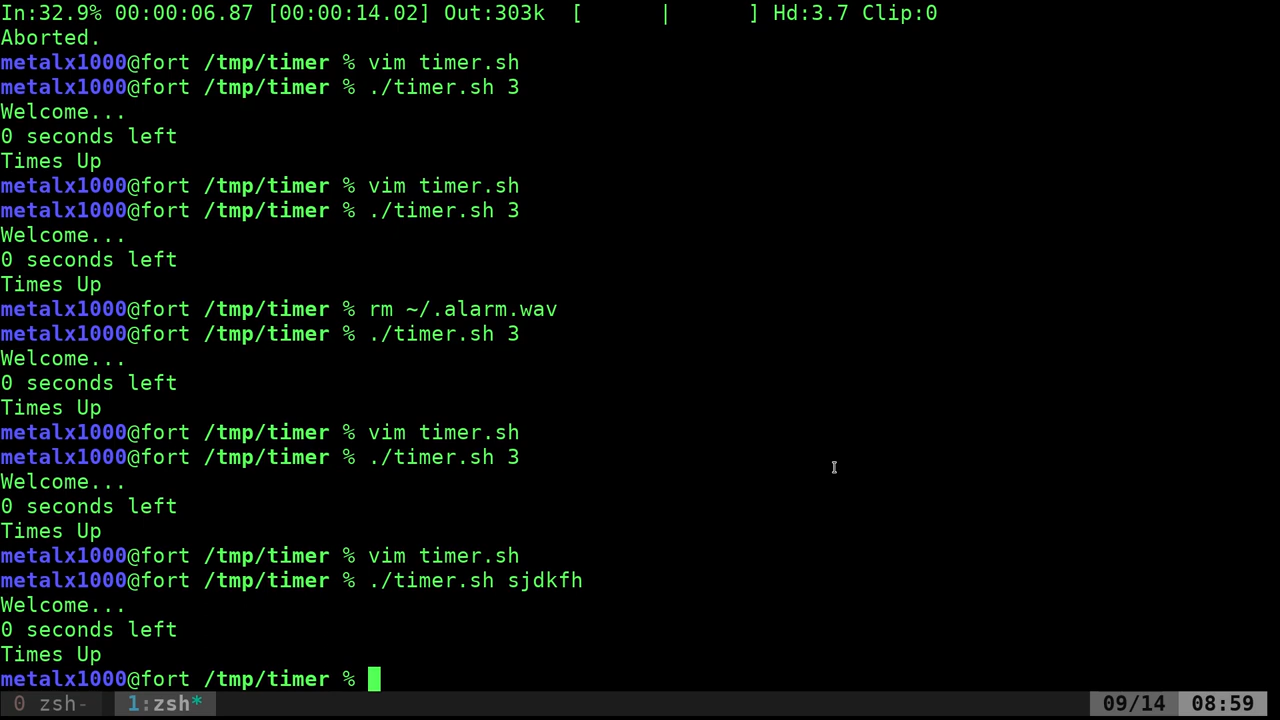 In:32.9% 00:00:06.87 [00:00:14.02] Out:303k  [      |      ] Hd:3.7 Clip:0
Aborted.
metalx1000@fort /tmp/timer % vim timer.sh
metalx1000@fort /tmp/timer % ./timer.sh 3
Welcome...
0 seconds left
Times Up
metalx1000@fort /tmp/timer % vim timer.sh
metalx1000@fort /tmp/timer % ./timer.sh 3
Welcome...
0 seconds left
Times Up
metalx1000@fort /tmp/timer % rm ~/.alarm.wav
metalx1000@fort /tmp/timer % ./timer.sh 3
Welcome...
0 seconds left
Times Up
metalx1000@fort /tmp/timer % vim timer.sh
metalx1000@fort /tmp/timer % ./timer.sh 3
Welcome...
0 seconds left
Times Up
metalx1000@fort /tmp/timer % vim timer.sh
metalx1000@fort /tmp/timer % ./timer.sh sjdkfh
Welcome...
0 seconds left
Times Up
metalx1000@fort /tmp/timer %
0 zsh- 1:zsh* 09/14 08:59